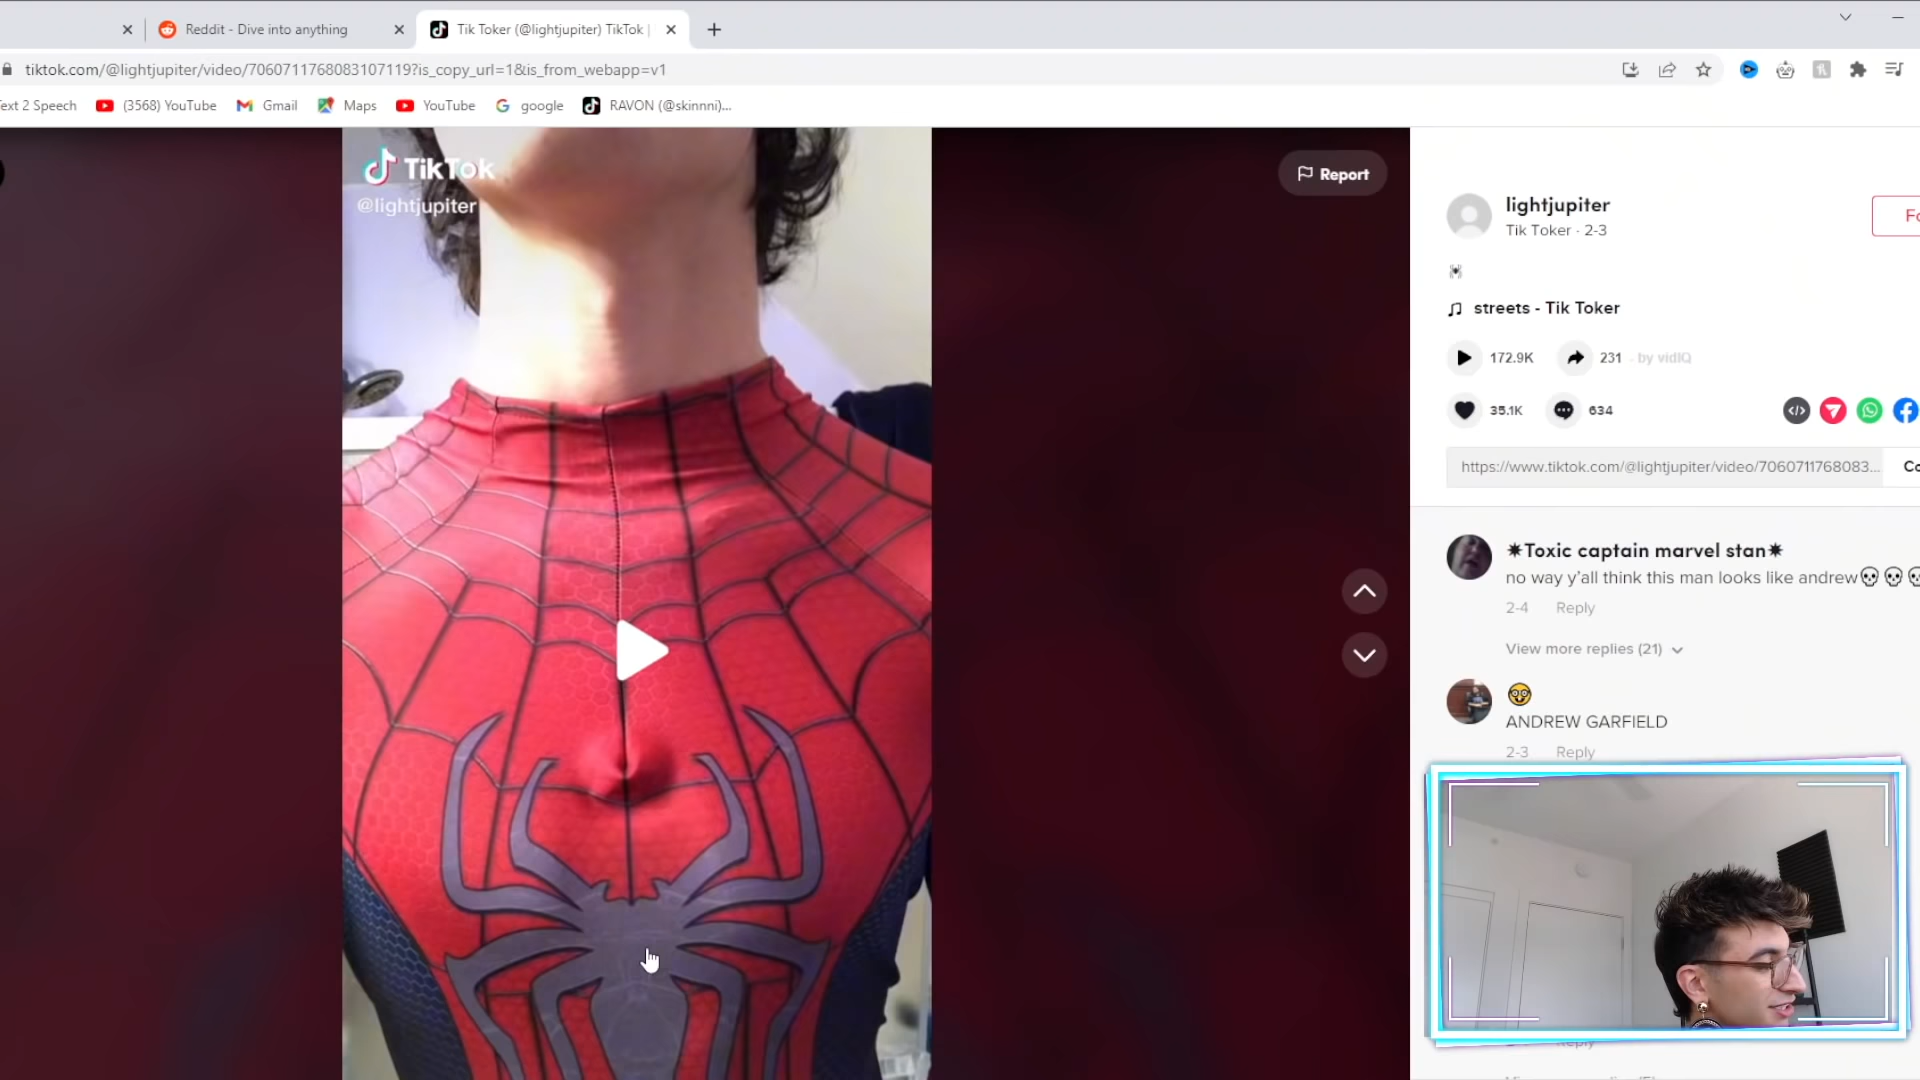 Reddit - Dive into anything
Tik Toker (@lightjupiter) TikTok |
tiktok.com/@lightjupiter/video/7060711768083107119?is_copy_url=1&is_from_webapp=v1
ext 2 Speech
(3568) YouTube
Gmail
Maps
YouTube
google
RAVON (@skinnni)...
TikTok
@lightjupiter
Report
lightjupiter
Tik Toker · 2-3
🕷
streets - Tik Toker
172.9K
231 - by vidIQ
35.1K
634
https://www.tiktok.com/@lightjupiter/video/7060711768083...
Co
✷Toxic captain marvel stan✷
no way y'all think this man looks like andrew💀 💀 💀
2-4 Reply
View more replies (21)
🤓
ANDREW GARFIELD
2-3 Reply
Reply